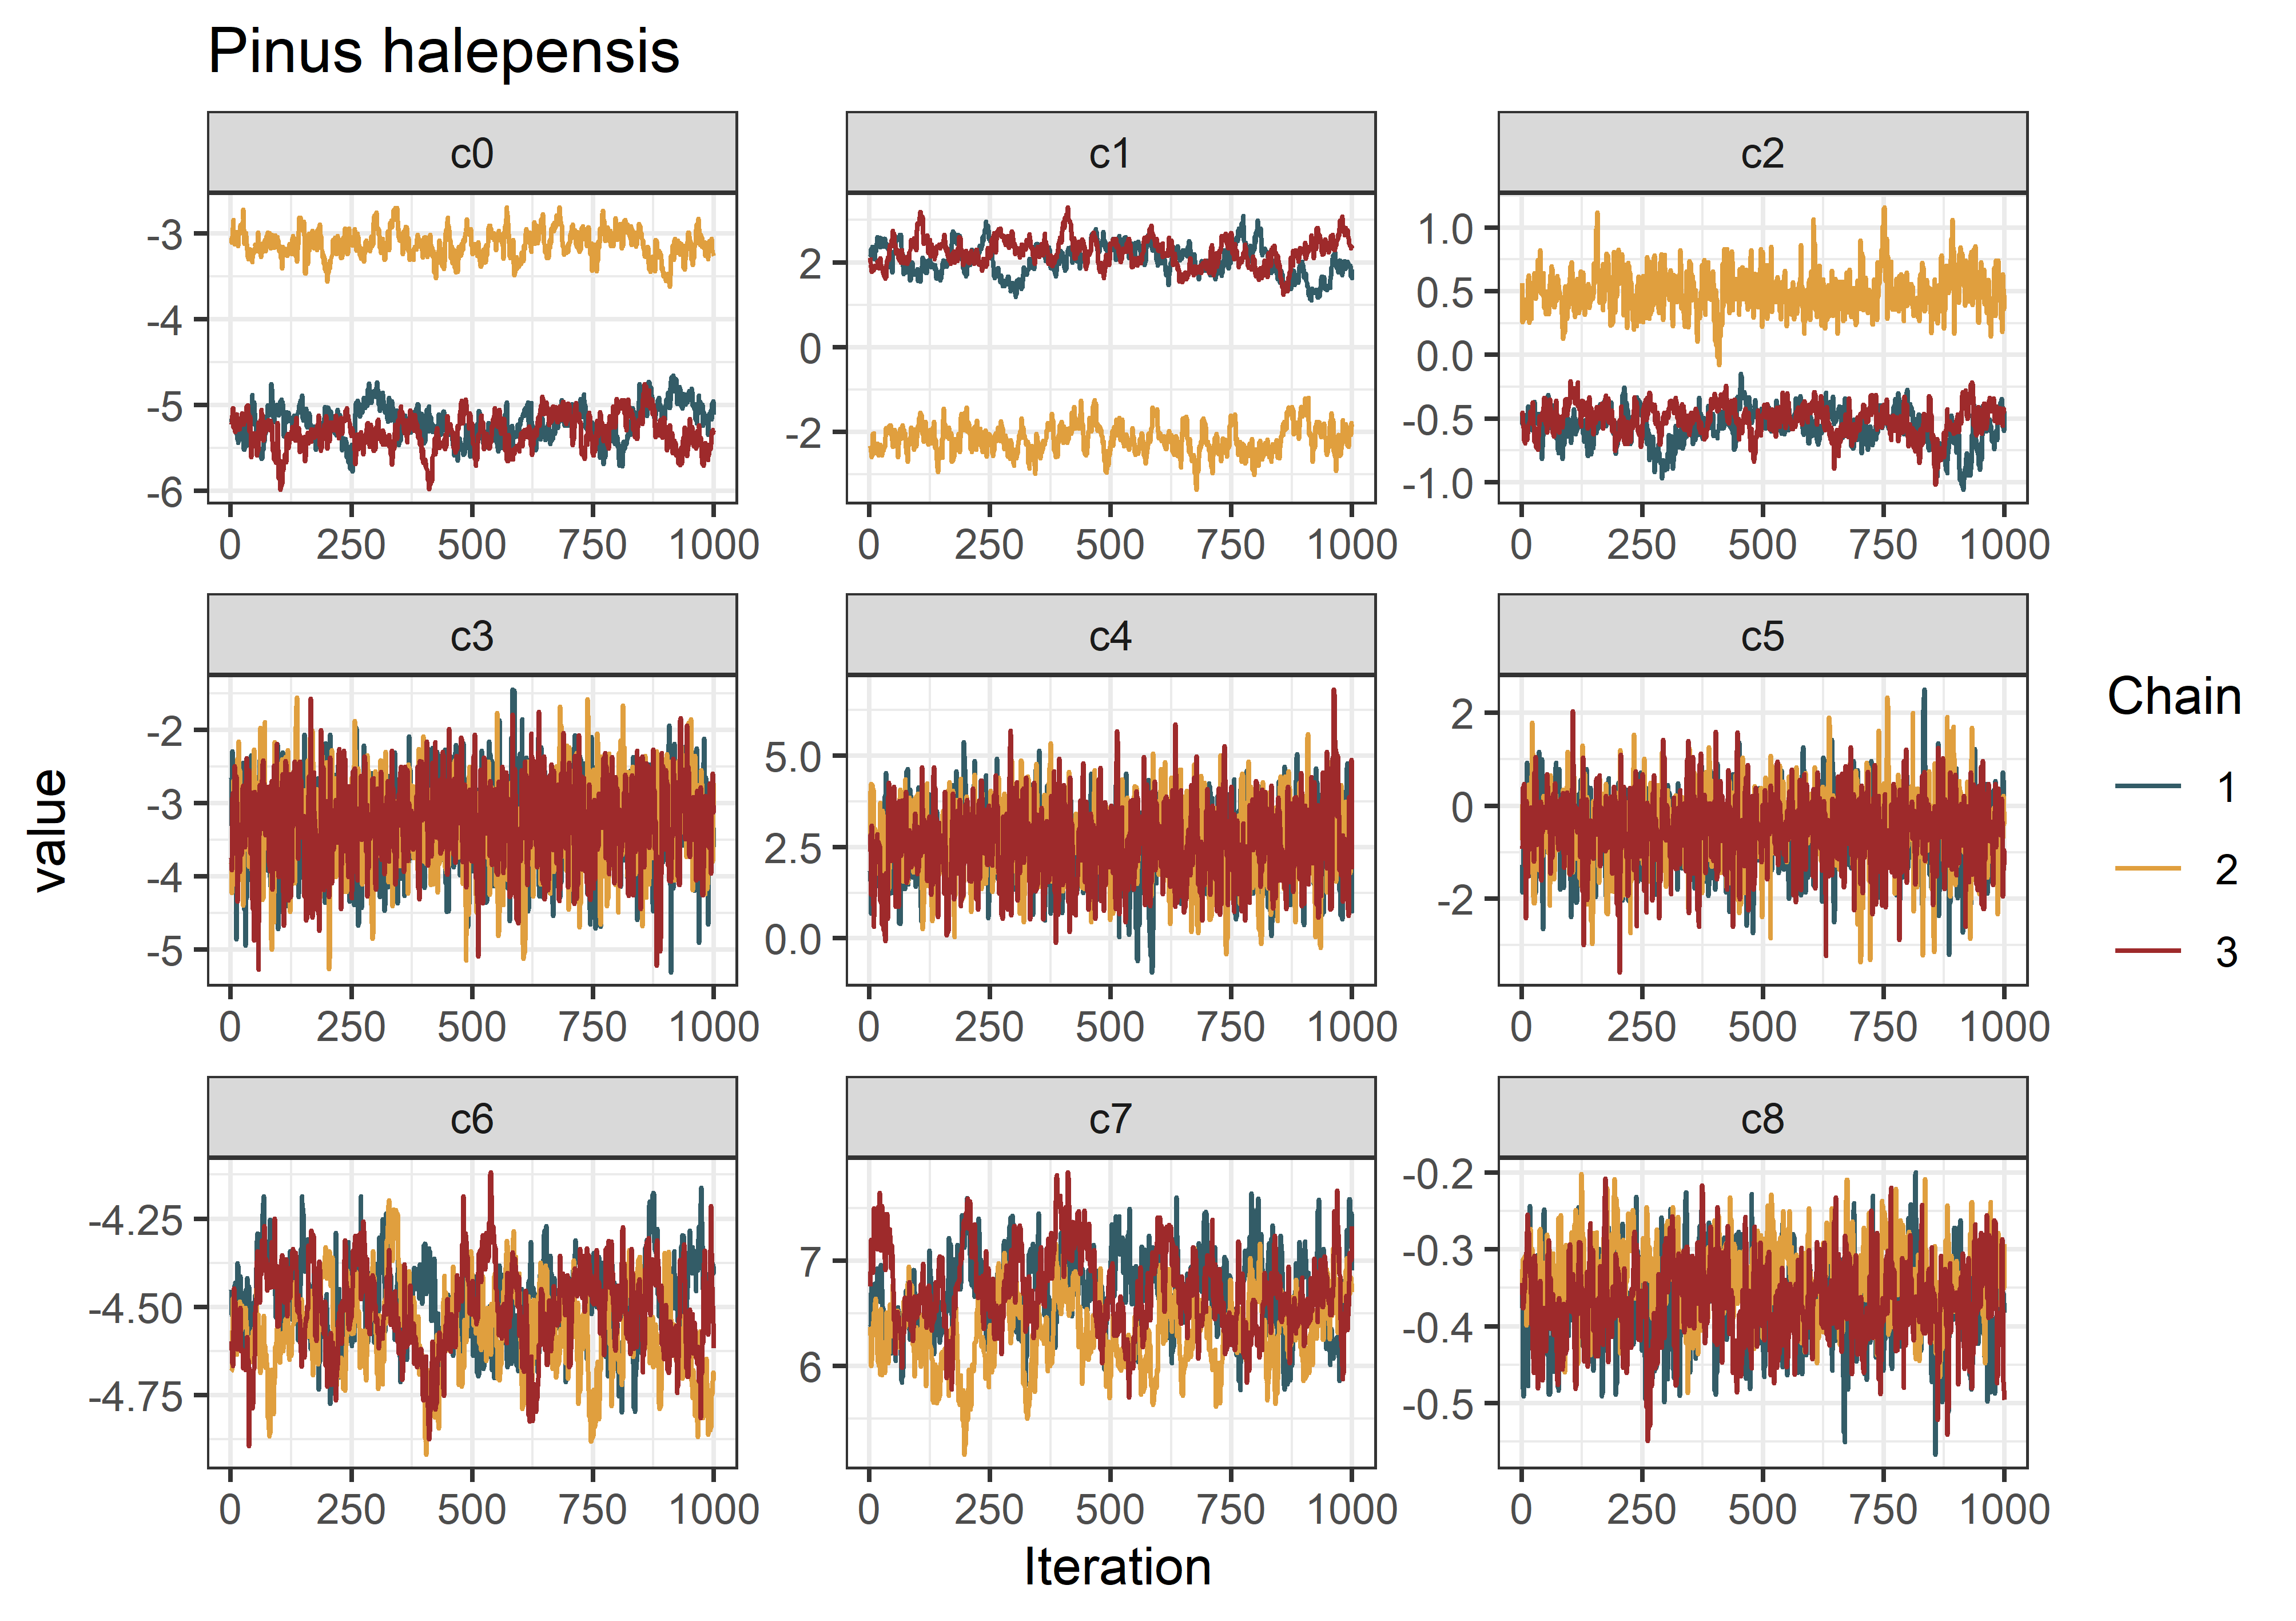 Pinus halepensis
c0 c1 c2
-3 -4 -5 -6
2 0 -2
1.0 0.5 0.0 -0.5 -1.0
0 250 500 750 1000 0 250 500 750 1000 0 250 500 750 1000
c3 c4 c5
-2 -3 -4 -5
5.0 2.5 0.0
2 0 -2
0 250 500 750 1000 0 250 500 750 1000 0 250 500 750 1000
c6 c7 c8
-4.25 -4.50 -4.75
7 6
-0.2 -0.3 -0.4 -0.5
0 250 500 750 1000 0 250 500 750 1000 0 250 500 750 1000
value
Iteration
Chain
1
2
3